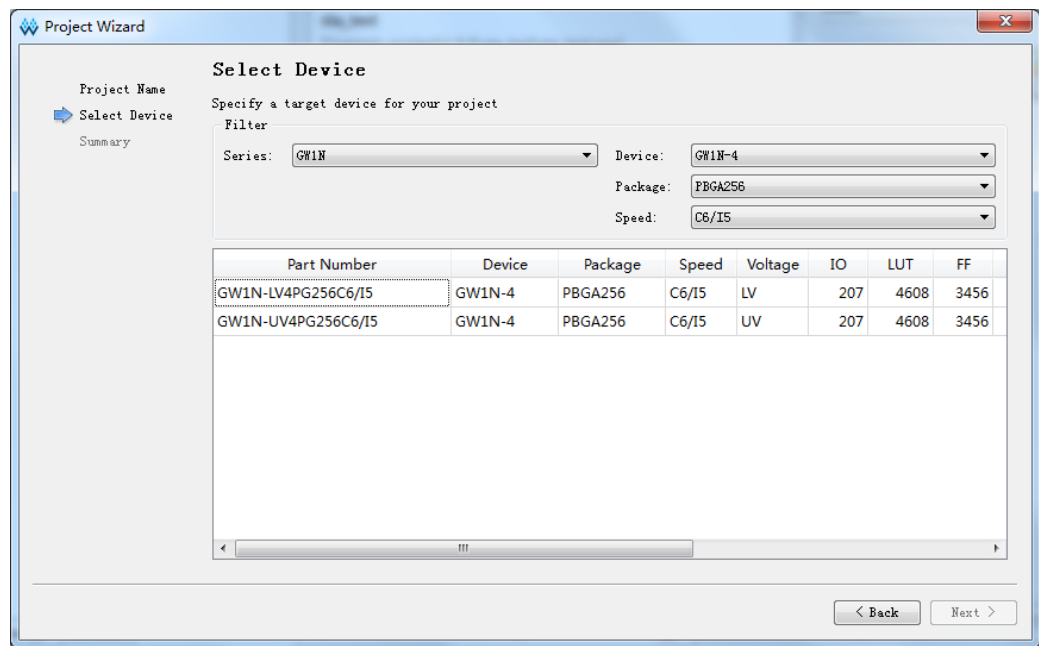 Project Wizard
Project Name
Select Device
Summary
Select Device
Specify a target device for your project
Filter
Series: GW1N Device: GW1N-4
Package: PBGA256
Speed: C6/I5
Part Number Device Package Speed Voltage IO LUT FF
GW1N-LV4PG256C6/I5 GW1N-4 PBGA256 C6/I5 LV 207 4608 3456
GW1N-UV4PG256C6/I5 GW1N-4 PBGA256 C6/I5 UV 207 4608 3456
< Back Next >